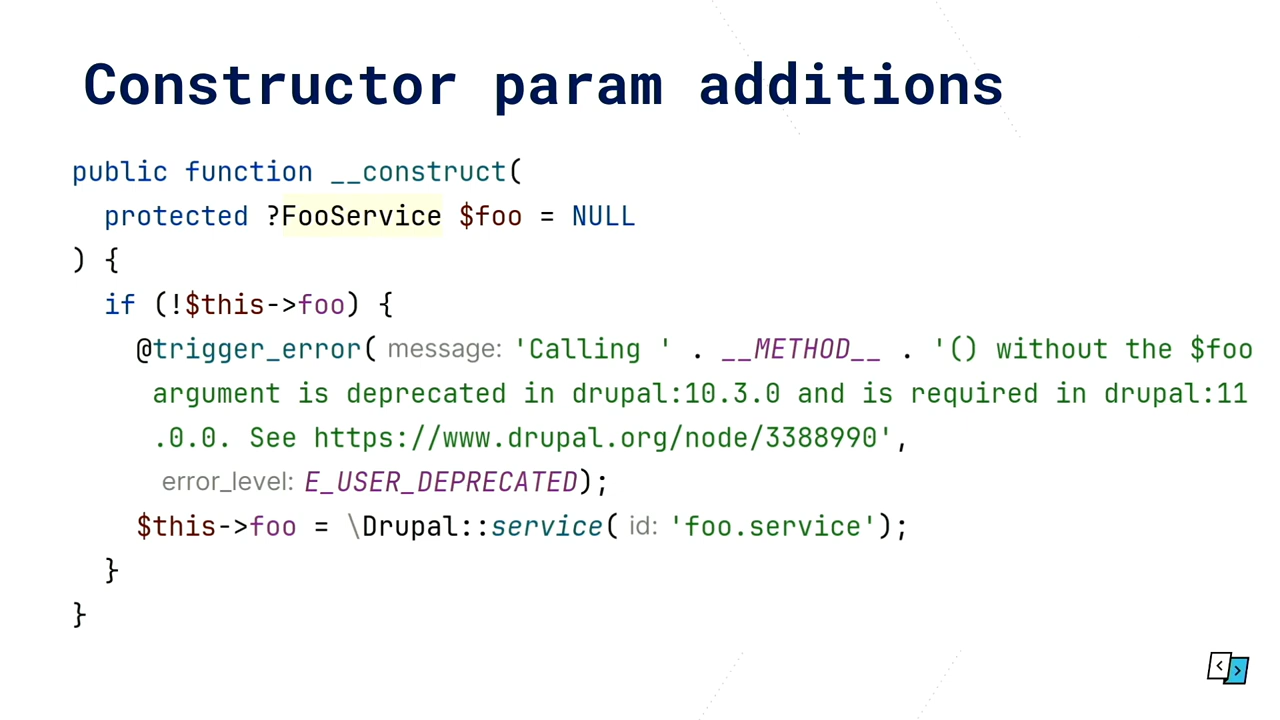 Constructor param additions
public function __construct(
  protected ?FooService $foo = NULL
) {
  if (!$this->foo) {
    @trigger_error( message: 'Calling ' . __METHOD__ . '() without the $foo
     argument is deprecated in drupal:10.3.0 and is required in drupal:11
     .0.0. See https://www.drupal.org/node/3388990',
     error_level: E_USER_DEPRECATED);
    $this->foo = \Drupal::service( id: 'foo.service');
  }
}